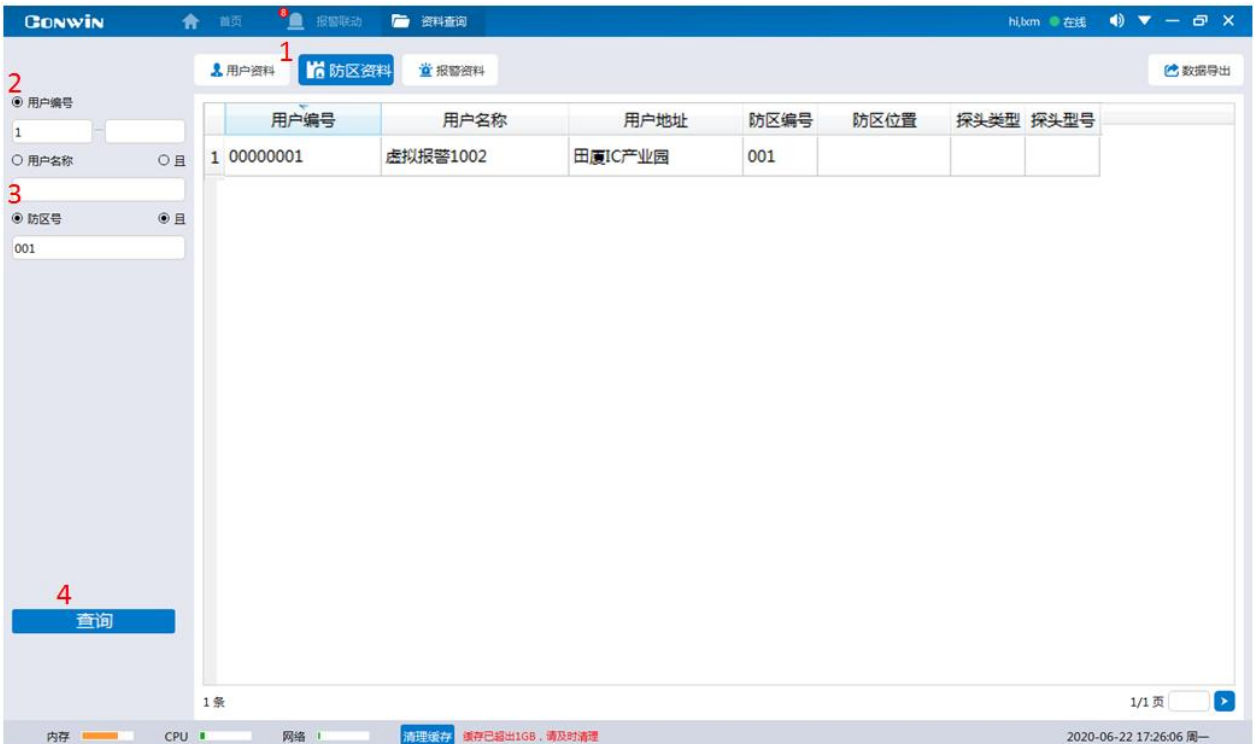 CONWIN 首页 8 报警联动 资料查询 hi,lxm 在线
1
用户资料 防区资料 报警资料 数据导出
2
用户编号
1 –
用户名称 且
3
防区号 且
001
用户编号 用户名称 用户地址 防区编号 防区位置 探头类型 探头型号
1 00000001 虚拟报警1002 田厦IC产业园 001
4
查询
1 条 1/1 页
内存 CPU 网络 清理缓存 缓存已超出1GB，请及时清理 2020-06-22 17:26:06 周一